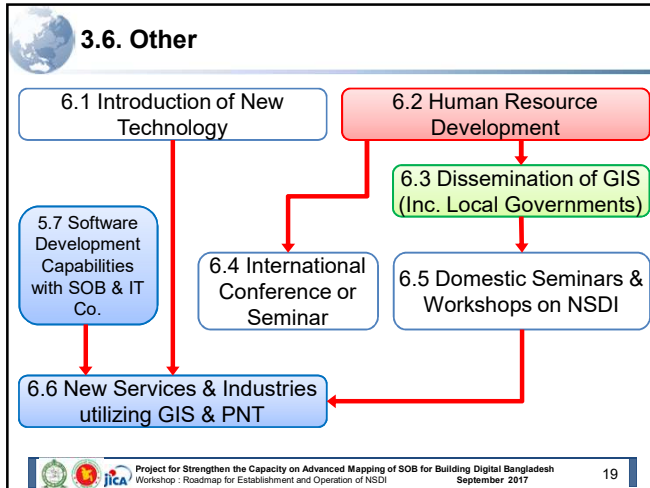 3.6. Other
6.1 Introduction of New
Technology
6.2 Human Resource
Development
6.3 Dissemination of GIS
(Inc. Local Governments)
5.7 Software
Development
Capabilities
with SOB & IT
Co.
6.4 International
Conference or
Seminar
6.5 Domestic Seminars &
Workshops on NSDI
6.6 New Services & Industries
utilizing GIS & PNT
jica
Project for Strengthen the Capacity on Advanced Mapping of SOB for Building Digital Bangladesh
Workshop : Roadmap for Establishment and Operation of NSDI September 2017
19